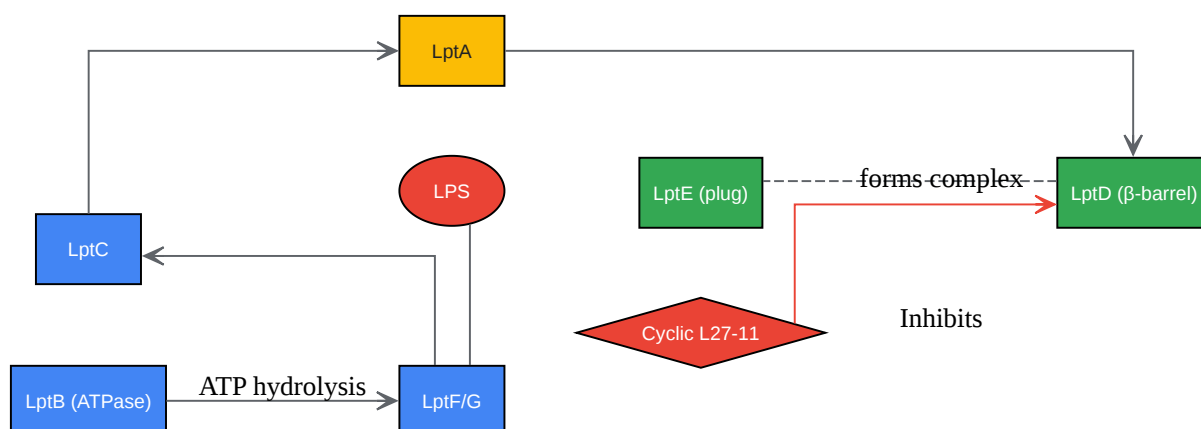 LptA
LPS
LptE (plug)
forms complex
LptD (β-barrel)
LptC
Cyclic L27-11
Inhibits
LptB (ATPase)
ATP hydrolysis
LptF/G